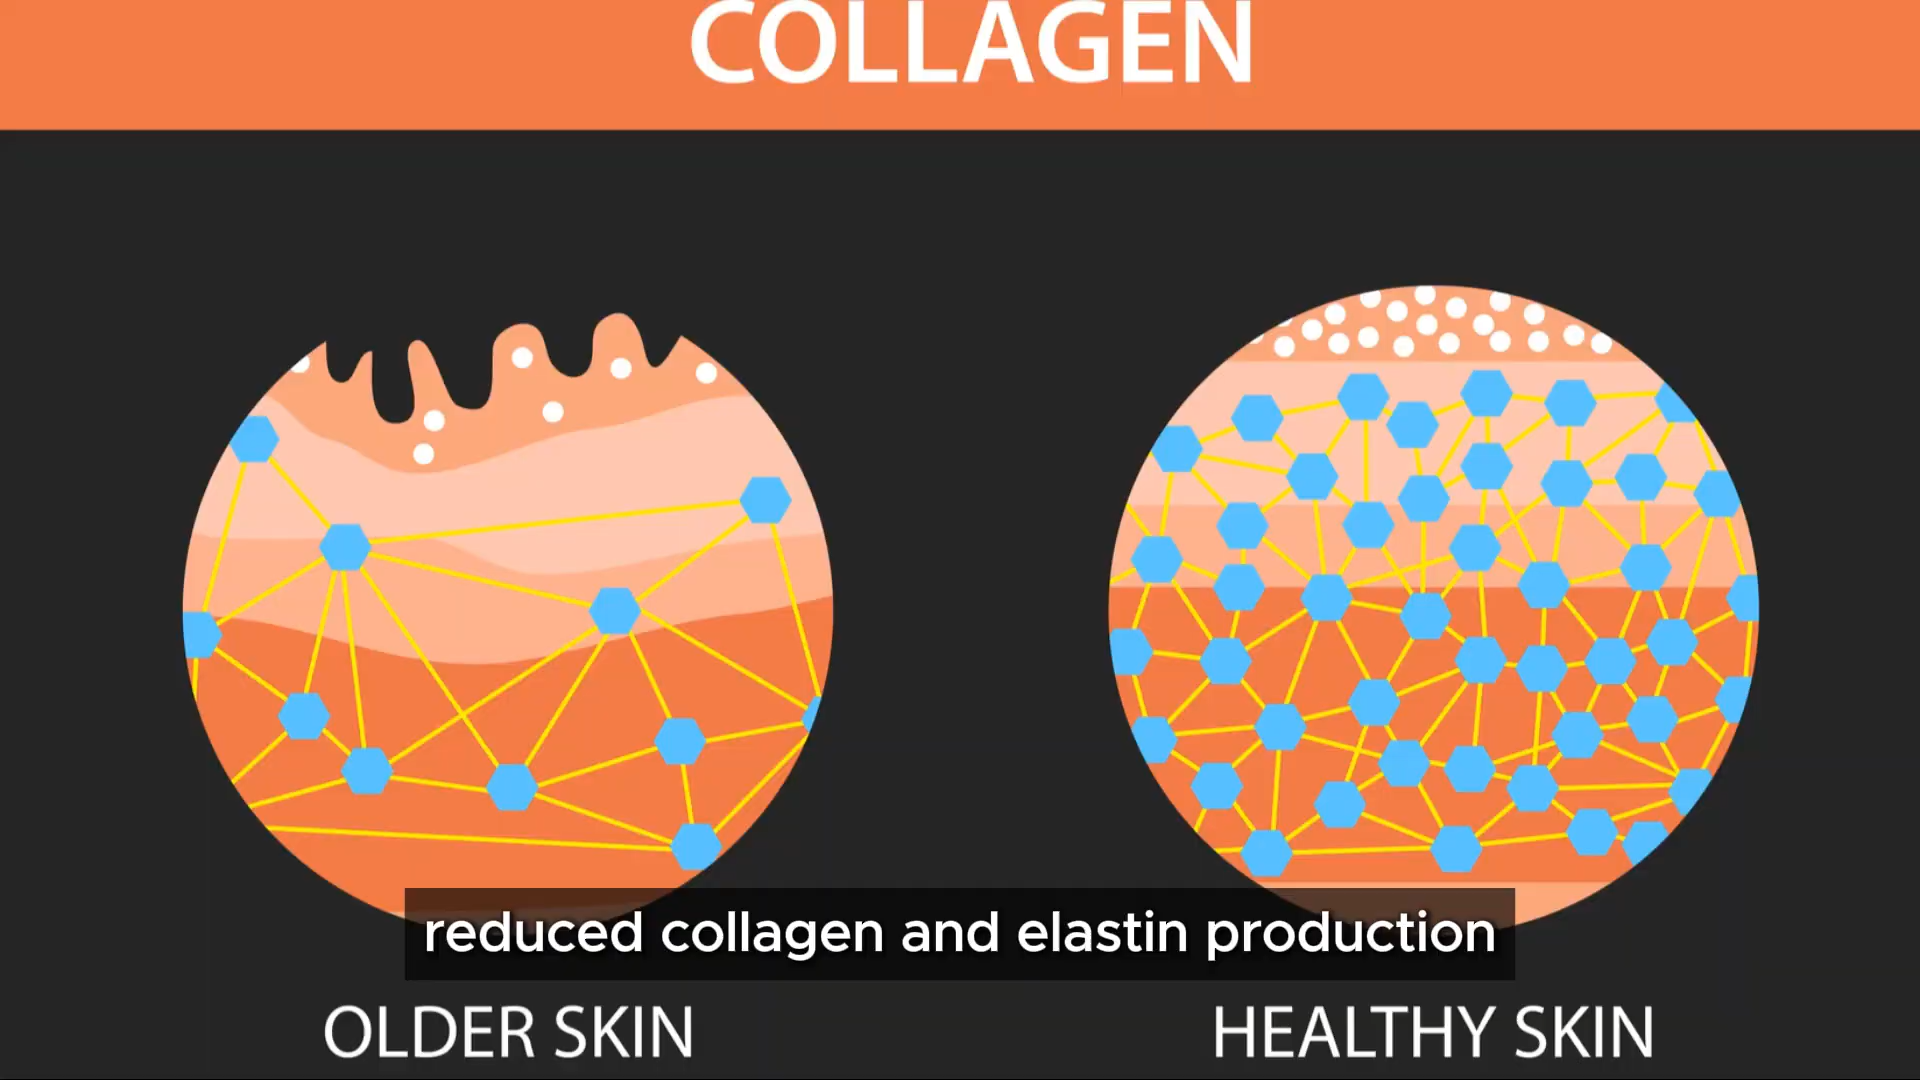 COLLAGEN
reduced collagen and elastin production
OLDER SKIN
HEALTHY SKIN